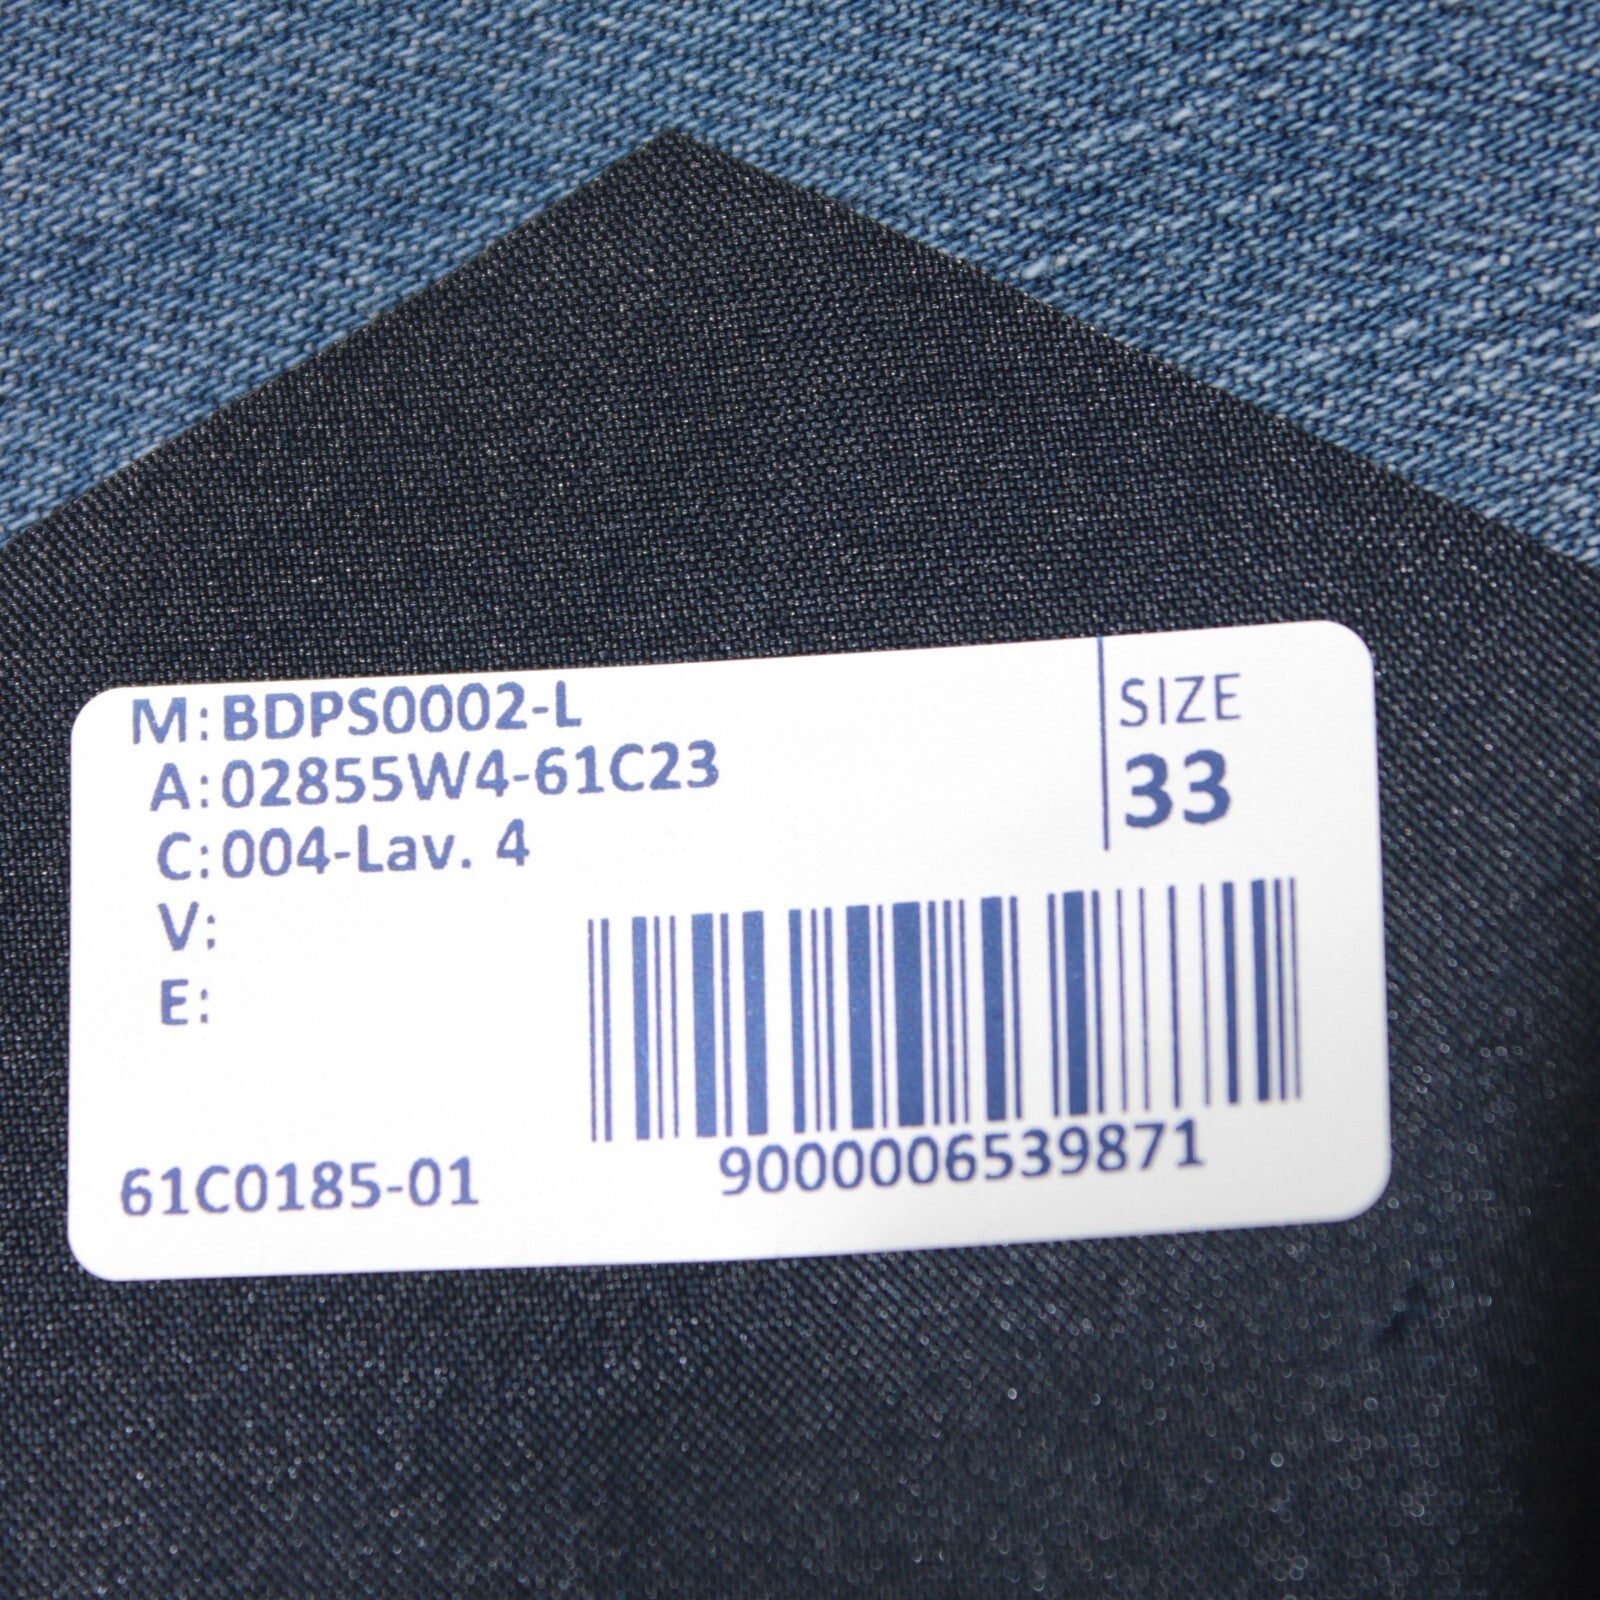 M: BDPS0002-L
A: 02855W4-61C23
C: 004-Lav. 4
V:
E:
SIZE
33
61C0185-01
9000006539871